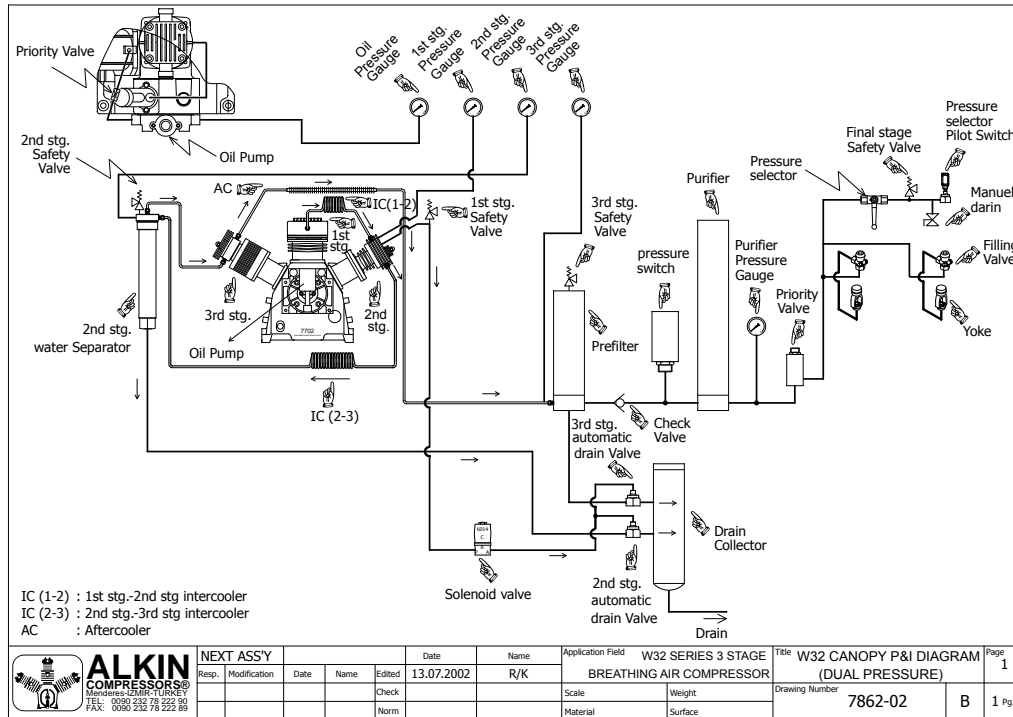 Priority Valve
Oil
Pressure
Gauge
1st stg.
Pressure
Gauge
2nd stg.
Pressure
Gauge
3rd stg.
Pressure
Gauge
Oil Pump
2nd stg.
Safety
Valve
AC
IC(1-2)
1st
stg.
1st stg.
Safety
Valve
3rd stg.
2nd
stg.
7702
Oil Pump
IC (2-3)
2nd stg.
water Separator
3rd stg.
Safety
Valve
Prefilter
pressure
switch
Purifier
Purifier
Pressure
Gauge
Priority
Valve
Pressure
selector
Final stage
Safety Valve
Pressure
selector
Pilot Switch
Manuel
darin
Filling
Valve
Yoke
Check
Valve
3rd stg.
automatic
drain Valve
Drain
Collector
2nd stg.
automatic
drain Valve
Drain
6014
C
R
P A
Solenoid valve
IC (1-2) : 1st stg.-2nd stg intercooler
IC (2-3) : 2nd stg.-3rd stg intercooler
AC : Aftercooler
ALKIN
COMPRESSORS®
Menderes-IZMIR-TURKEY
TEL: 0090 232 78 222 90
FAX: 0090 232 78 222 89
NEXT ASS'Y
Date
Name
Resp.
Modification
Date
Name
Edited
13.07.2002
R/K
Check
Norm
Application Field
W32 SERIES 3 STAGE
BREATHING AIR COMPRESSOR
Scale
Weight
Material
Surface
Title
W32 CANOPY P&I DIAGRAM
(DUAL PRESSURE)
Page
1
Drawing Number
7862-02
B
1 Pg.